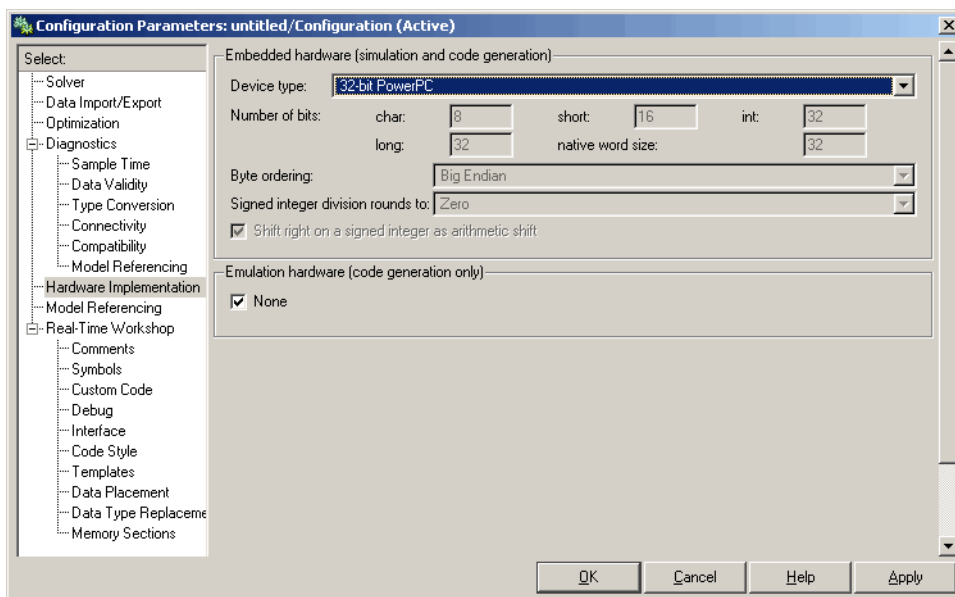 Configuration Parameters: untitled/Configuration (Active)
Select:
Solver
Data Import/Export
Optimization
Diagnostics
Sample Time
Data Validity
Type Conversion
Connectivity
Compatibility
Model Referencing
Hardware Implementation
Model Referencing
Real-Time Workshop
Comments
Symbols
Custom Code
Debug
Interface
Code Style
Templates
Data Placement
Data Type Replaceme
Memory Sections
Embedded hardware (simulation and code generation)
Device type: 32-bit PowerPC
Number of bits: char: 8 short: 16 int: 32
long: 32 native word size: 32
Byte ordering: Big Endian
Signed integer division rounds to: Zero
Shift right on a signed integer as arithmetic shift
Emulation hardware (code generation only)
None
OK Cancel Help Apply